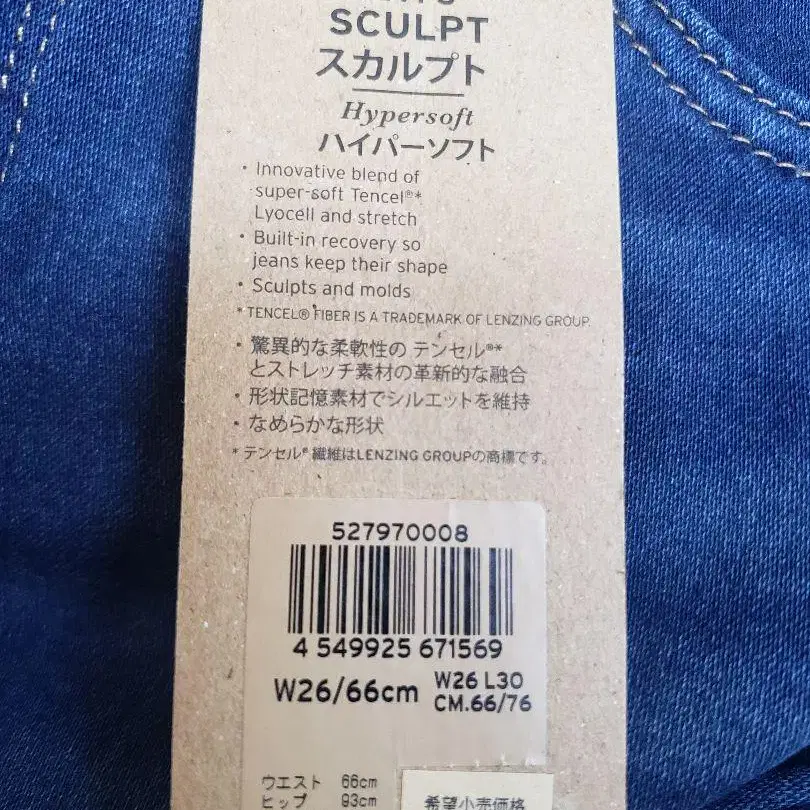 SCULPT
スカルプト
Hypersoft
ハイパーソフト
・Innovative blend of
super-soft Tencel®*
Lyocell and stretch
・Built-in recovery so
jeans keep their shape
・Sculpts and molds
* TENCEL® FIBER IS A TRADEMARK OF LENZING GROUP.
・驚異的な柔軟性の テンセル®*
とストレッチ素材の革新的な融合
・形状記憶素材でシルエットを維持
・なめらかな形状
* テンセル® 繊維はLENZING GROUPの商標です。
527970008
4 549925 671569
W26/66cm
W26 L30
CM.66/76
ウエスト 66cm
ヒップ 93cm
希望小売価格